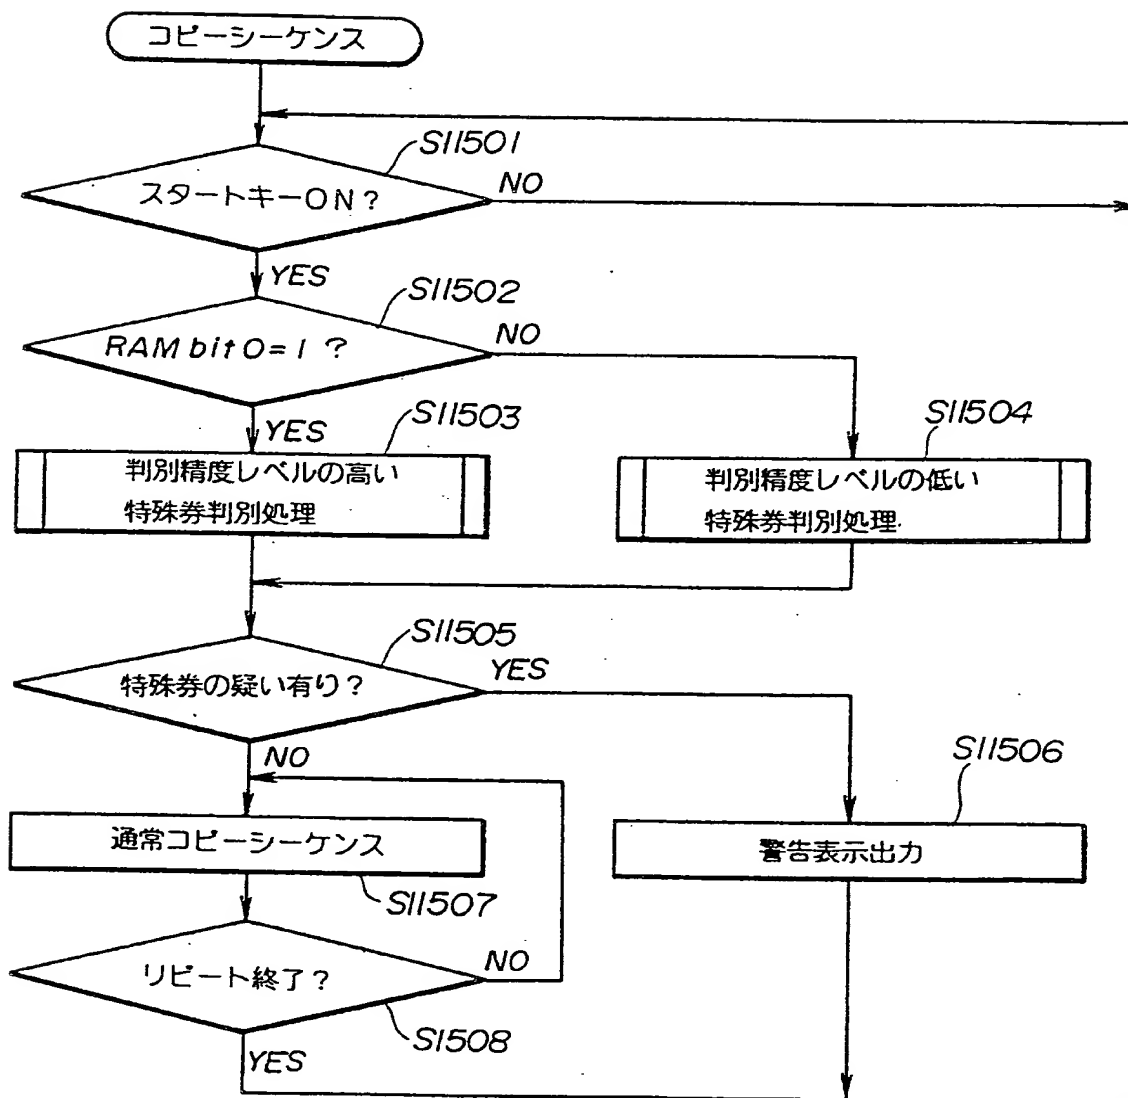 コピーシーケンス
S11501
スタートキーON?
NO
YES
S11502
RAM bit0=1 ?
NO
YES
S11503
判別精度レベルの高い
特殊券判別処理
S11504
判別精度レベルの低い
特殊券判別処理
S11505
特殊券の疑い有り?
YES
NO
S11506
通常コピーシーケンス
警告表示出力
S11507
リピート終了?
NO
S1508
YES